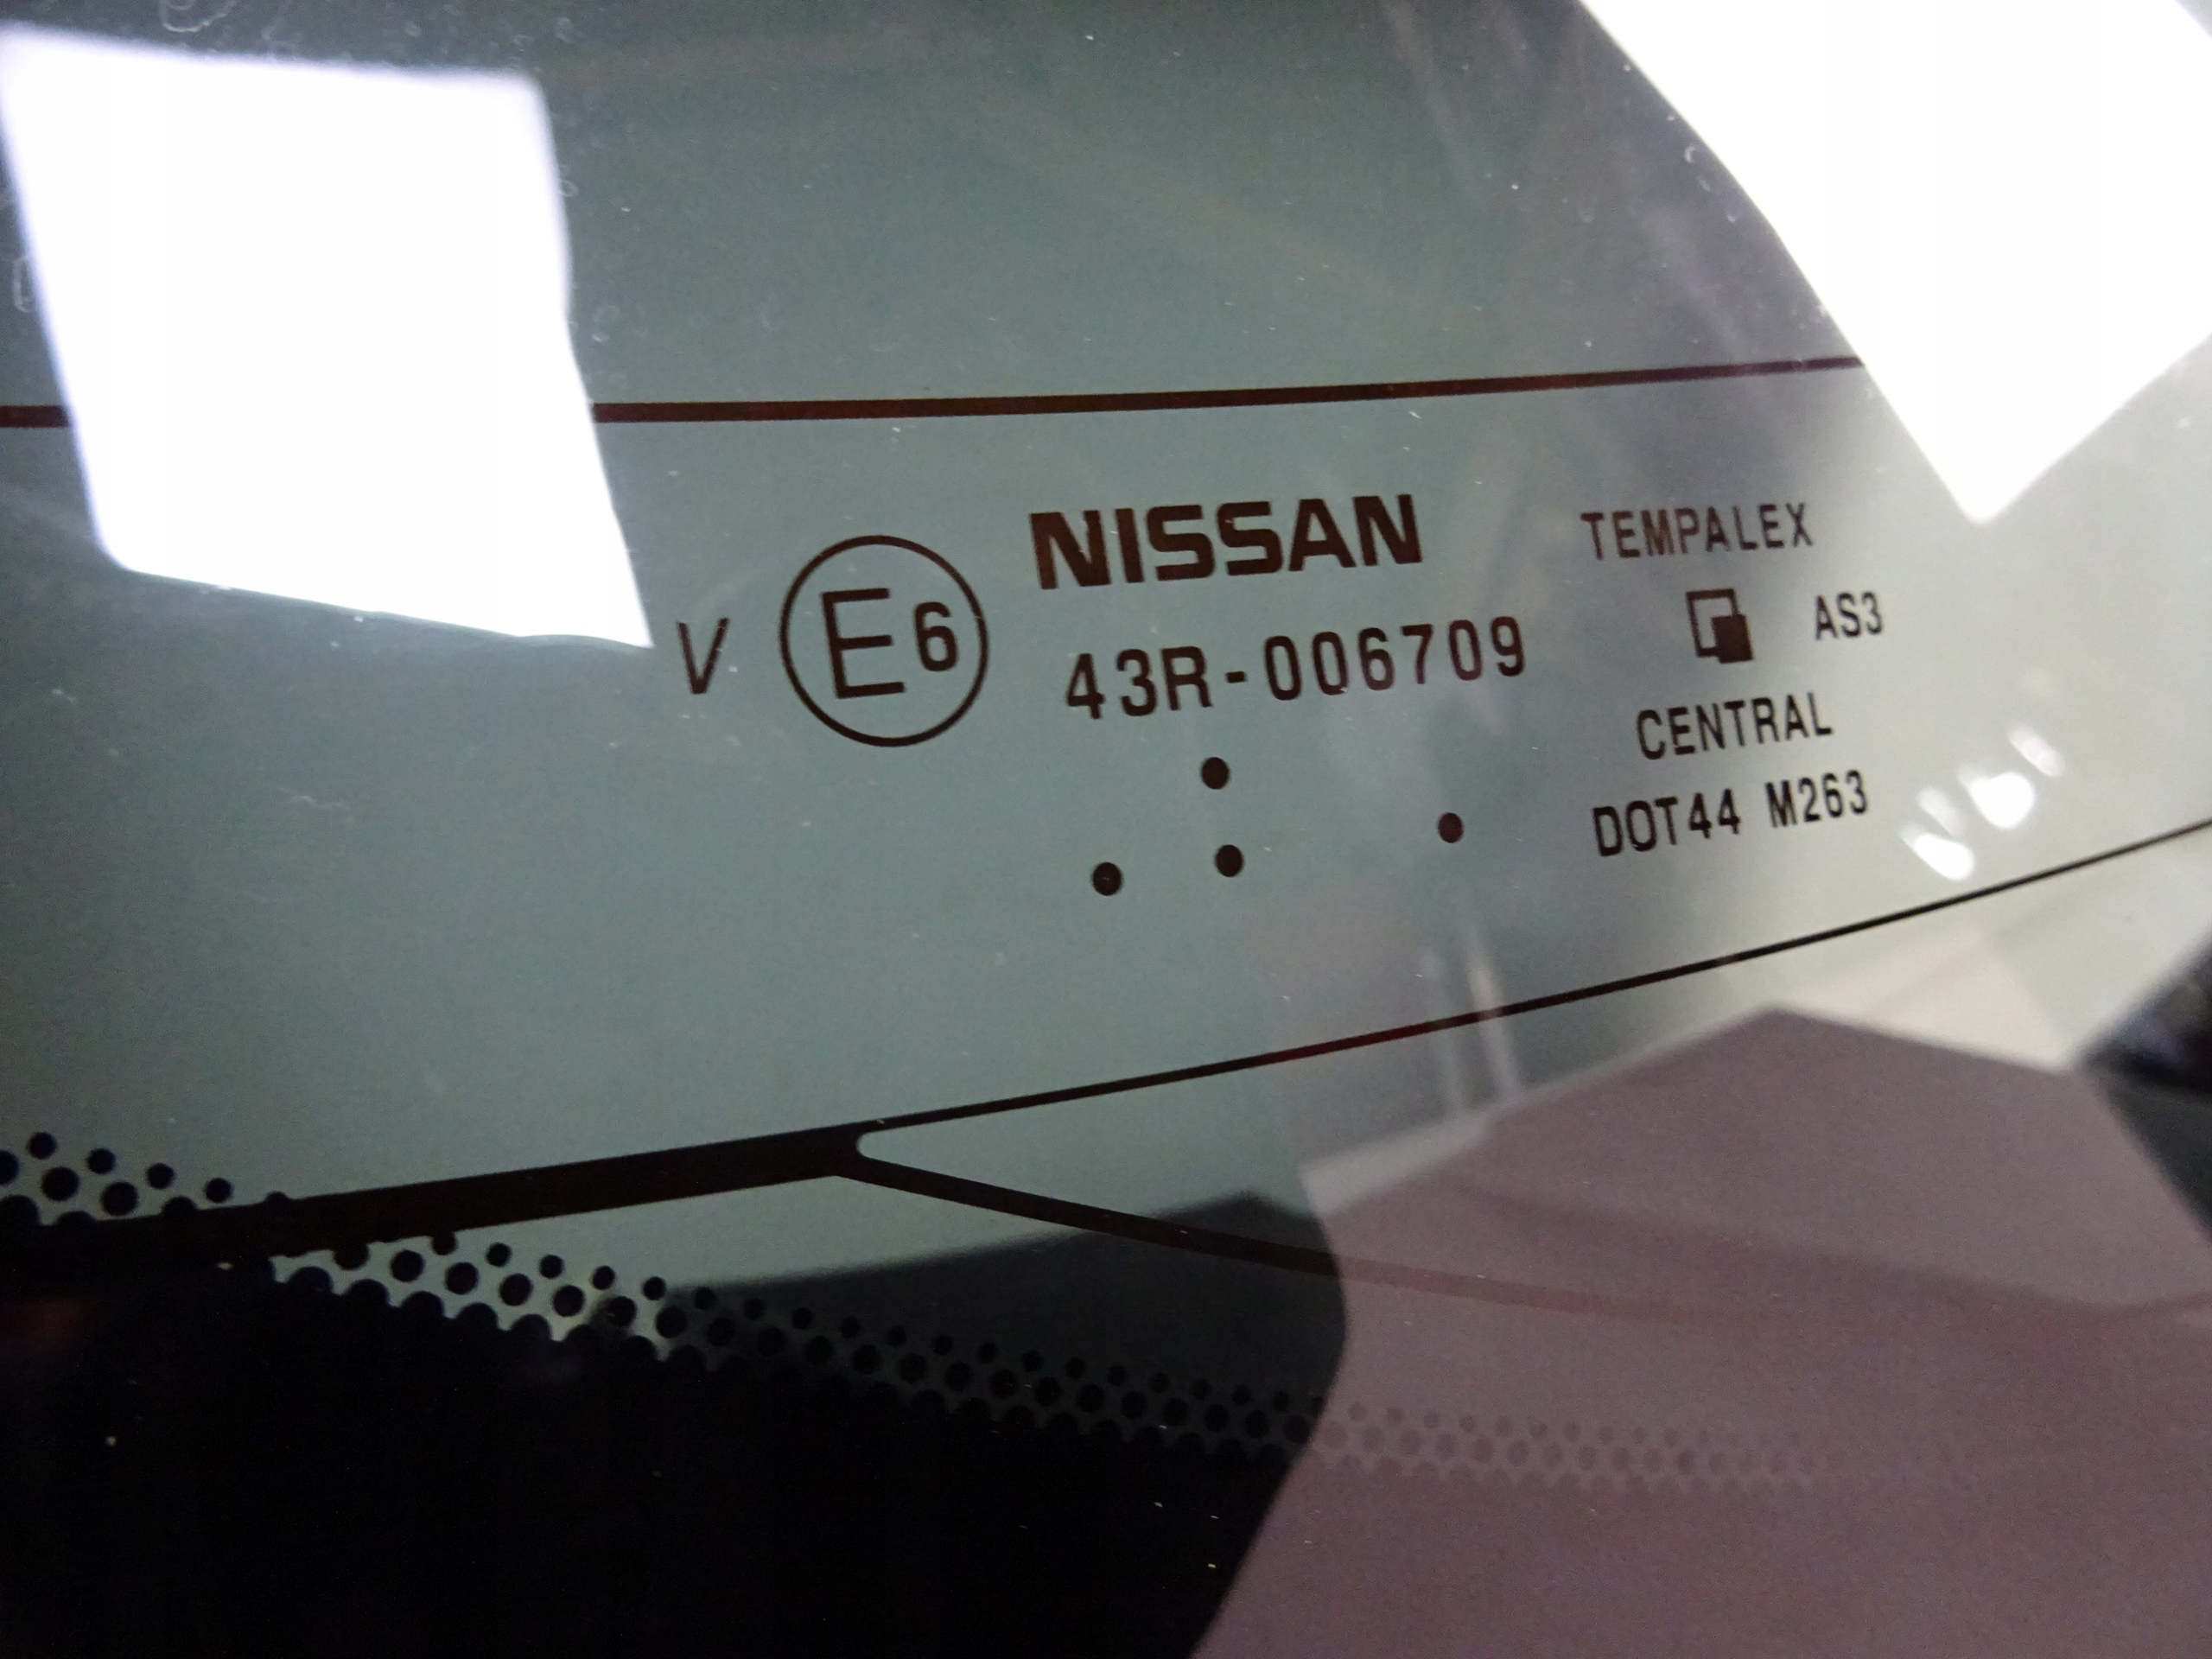 NISSAN
V E6 43R-006709
TEMPALEX
AS3
CENTRAL
DOT44 M263